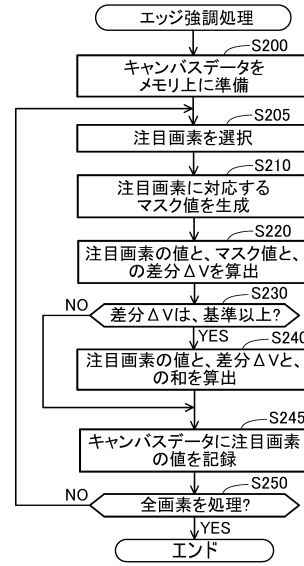 エッジ強調処理
S200
キャンバスデータを
メモリ上に準備
S205
注目画素を選択
S210
注目画素に対応する
マスク値を生成
S220
注目画素の値と、マスク値と、
の差分ΔVを算出
S230
NO
差分ΔVは、基準以上?
YES
S240
注目画素の値と、差分ΔVと、
の和を算出
S245
キャンバスデータに注目画素
の値を記録
S250
NO
全画素を処理?
YES
エンド